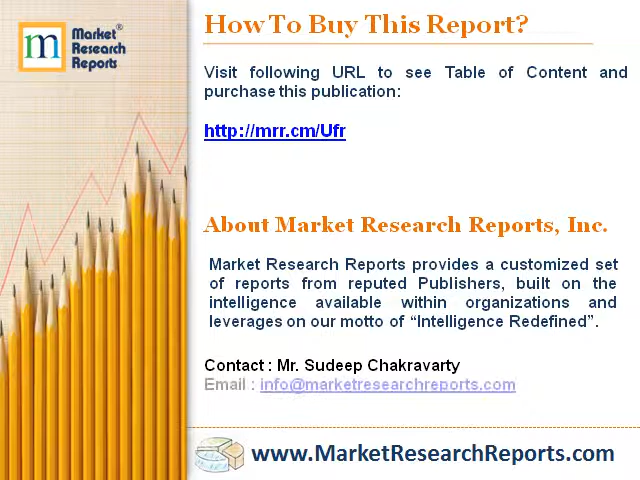 m
Market®
Research
Reports
How To Buy This Report?
Visit following URL to see Table of Content and
purchase this publication:
http://mrr.cm/Ufr
About Market Research Reports, Inc.
Market Research Reports provides a customized set
of reports from reputed Publishers, built on the
intelligence available within organizations and
leverages on our motto of “Intelligence Redefined”.
Contact : Mr. Sudeep Chakravarty
Email : info@marketresearchreports.com
www.MarketResearchReports.com